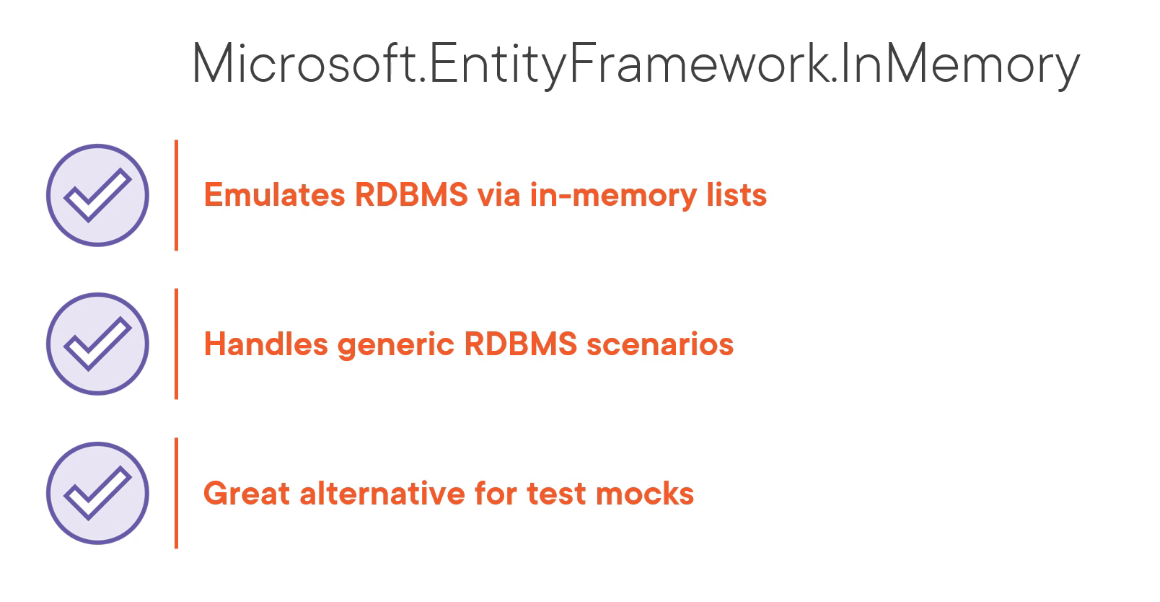 Microsoft.EntityFramework.InMemory
Emulates RDBMS via in-memory lists
Handles generic RDBMS scenarios
Great alternative for test mocks